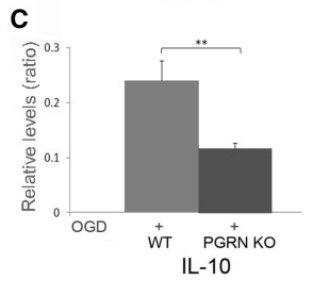 C
Relative levels (ratio)
0.3
0.2
0.1
0
**
OGD + +
WT PGRN KO
IL-10